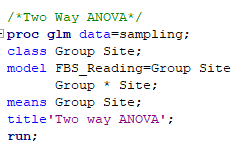 /*Two Way ANOVA*/
proc glm data=sampling;
class Group Site;
model FBS_Reading=Group Site
Group * Site;
means Group Site;
title'Two way ANOVA';
run;